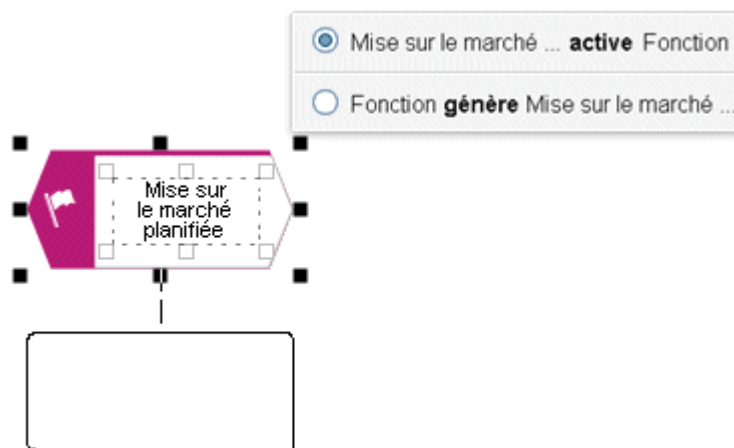 Mise sur le marché ... active Fonction
Fonction génère Mise sur le marché ...
Mise sur
le marché
planifiée